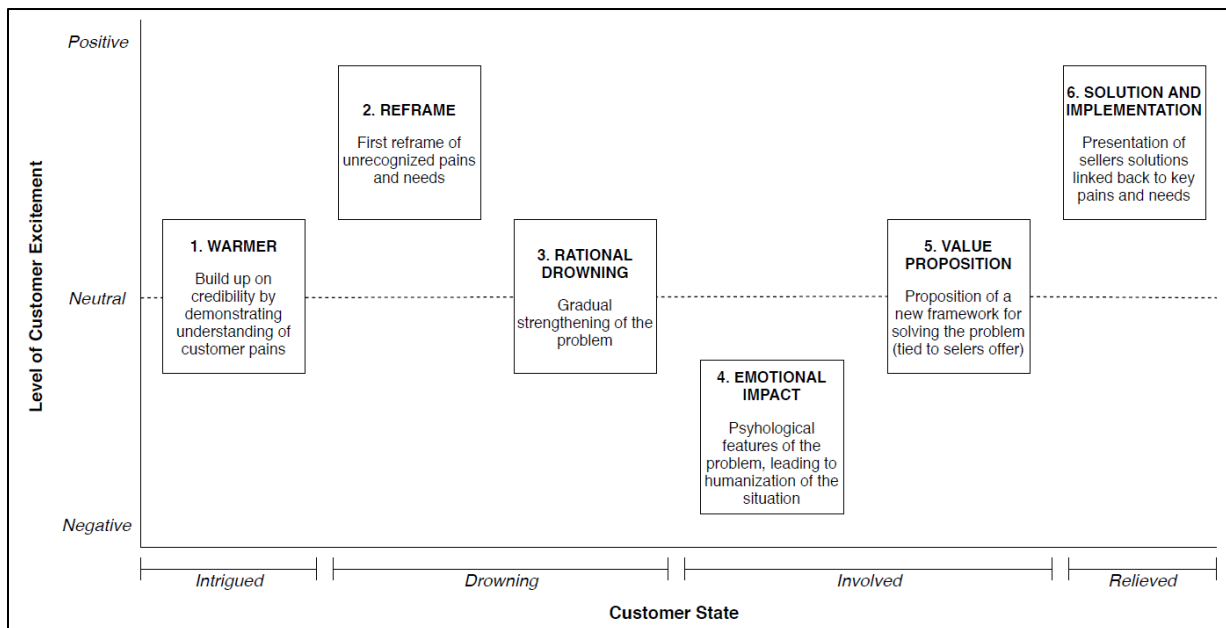 Positive
Neutral
Negative
Level of Customer Excitement
1. WARMER
Build up on
credibility by
demonstrating
understanding of
customer pains
2. REFRAME
First reframe of
unrecognized pains
and needs
3. RATIONAL
DROWNING
Gradual
strengthening of the
problem
4. EMOTIONAL
IMPACT
Psyhological
features of the
problem, leading to
humanization of the
situation
5. VALUE
PROPOSITION
Proposition of a
new framework for
solving the problem
(tied to selers offer)
6. SOLUTION AND
IMPLEMENTATION
Presentation of
sellers solutions
linked back to key
pains and needs
Intrigued
Drowning
Involved
Relieved
Customer State